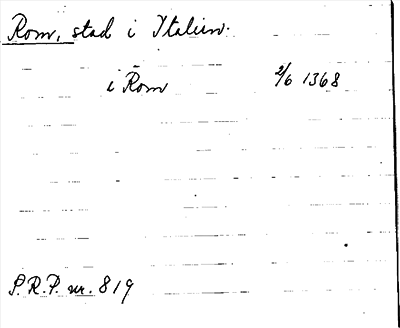 Rom, stad i Italien.
i Rom 2/6 1368
P.R.P. nr. 819